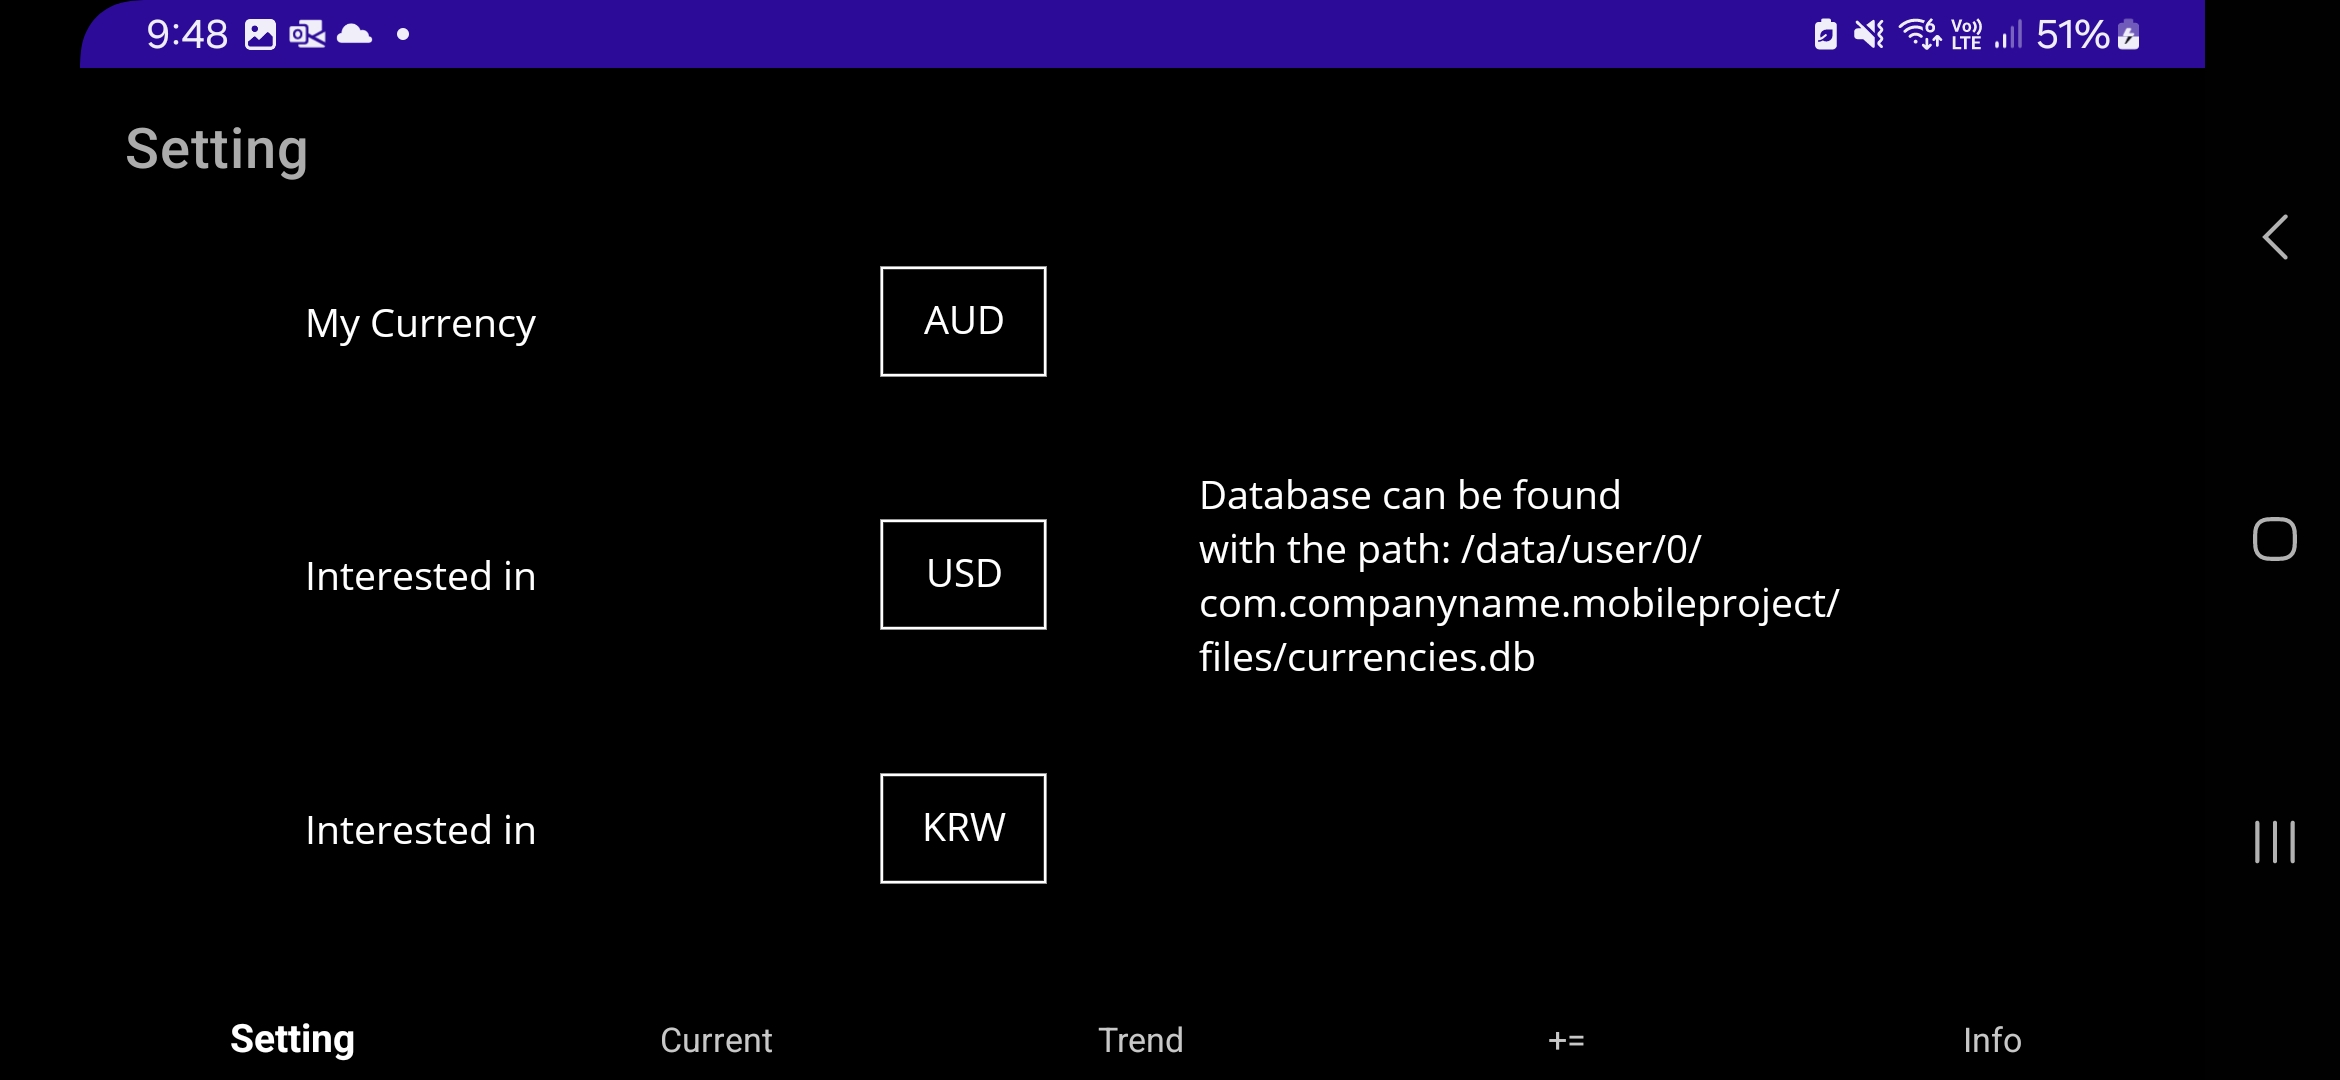 9:48
Vo)) LTE
51%
Setting
My Currency
AUD
Interested in
USD
Database can be found
with the path: /data/user/0/
com.companyname.mobileproject/
files/currencies.db
Interested in
KRW
Setting
Current
Trend
+=
Info